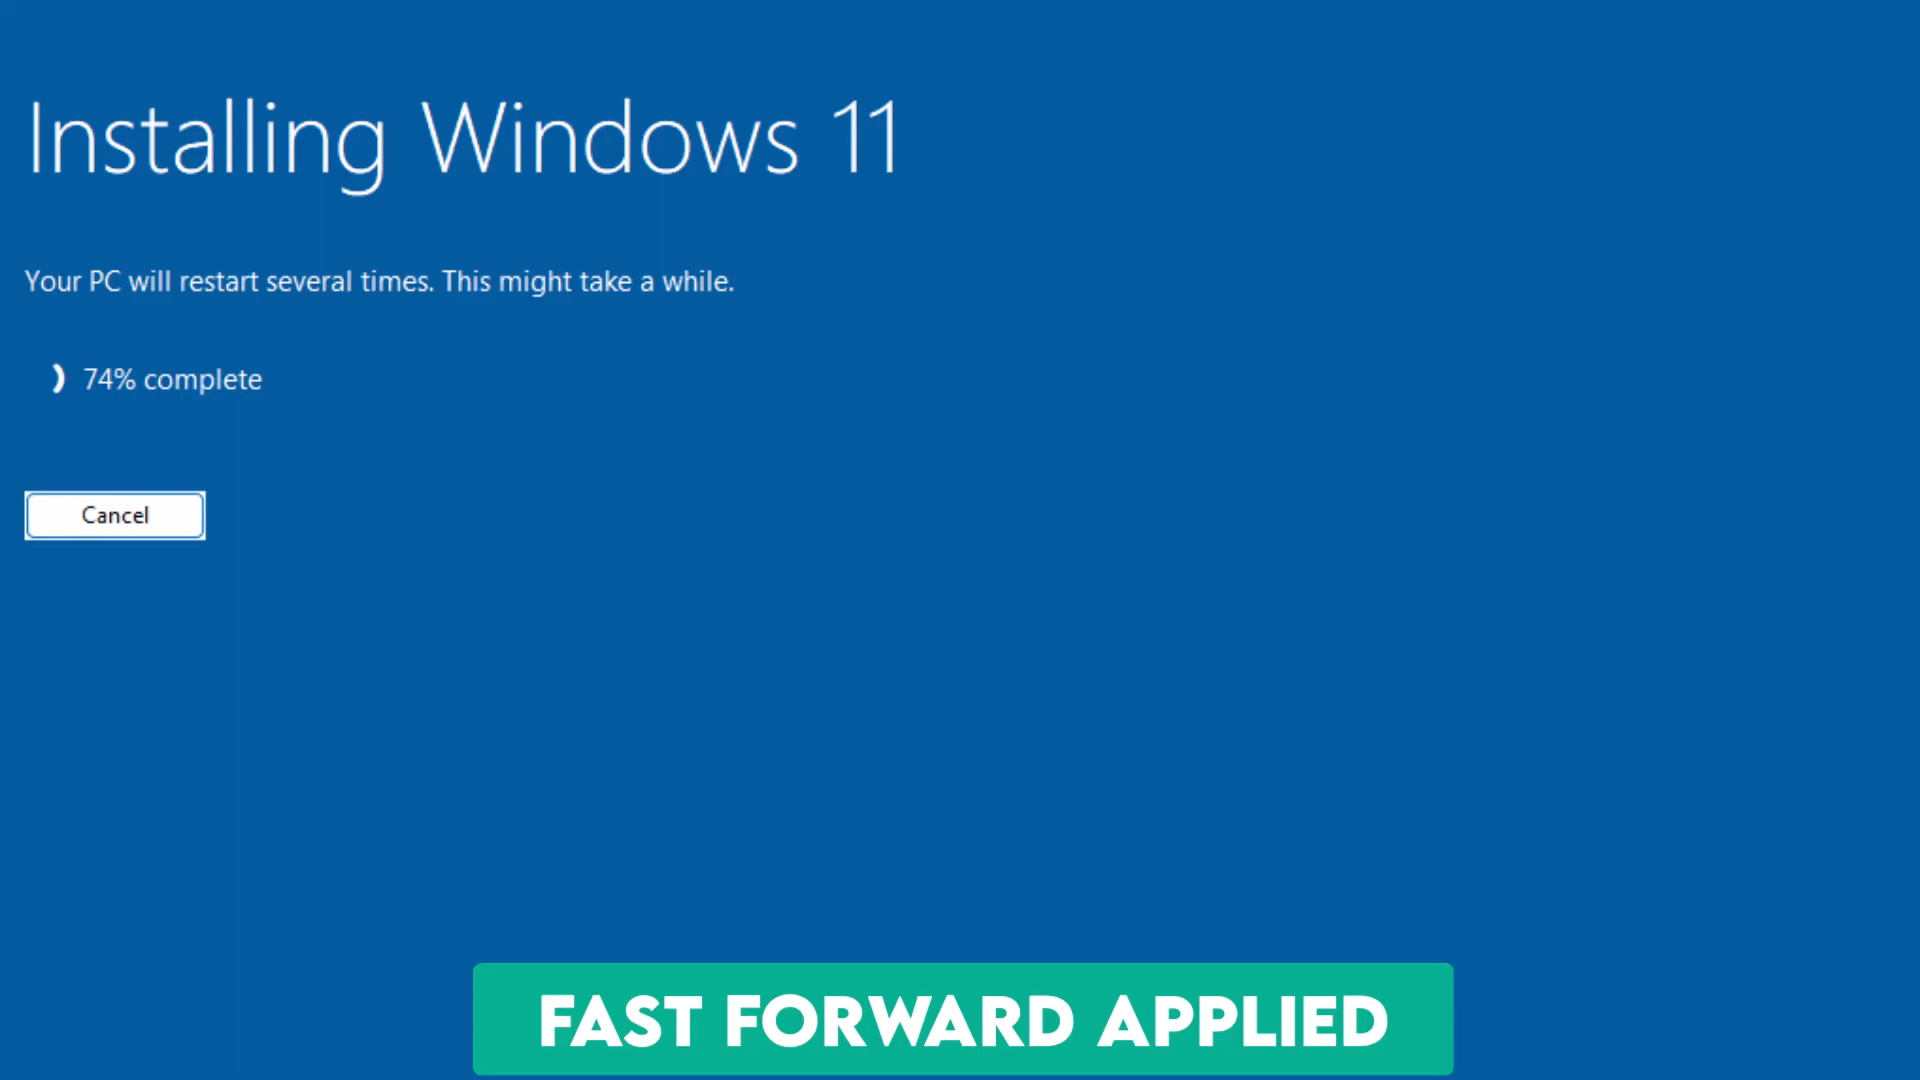 Installing Windows 11
Your PC will restart several times. This might take a while.
74% complete
Cancel
FAST FORWARD APPLIED